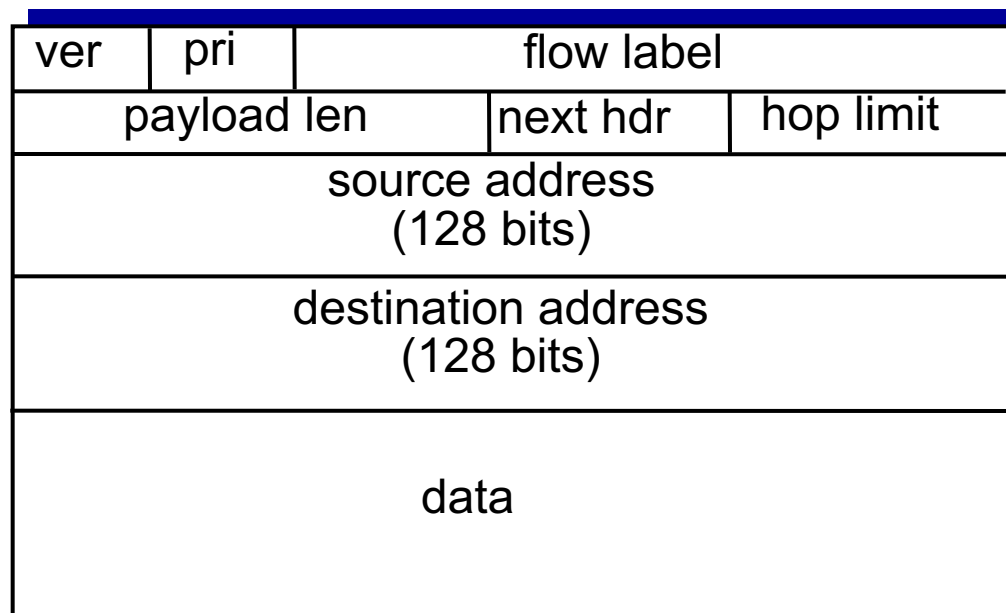 ver pri flow label
payload len next hdr hop limit
source address
(128 bits)
destination address
(128 bits)
data